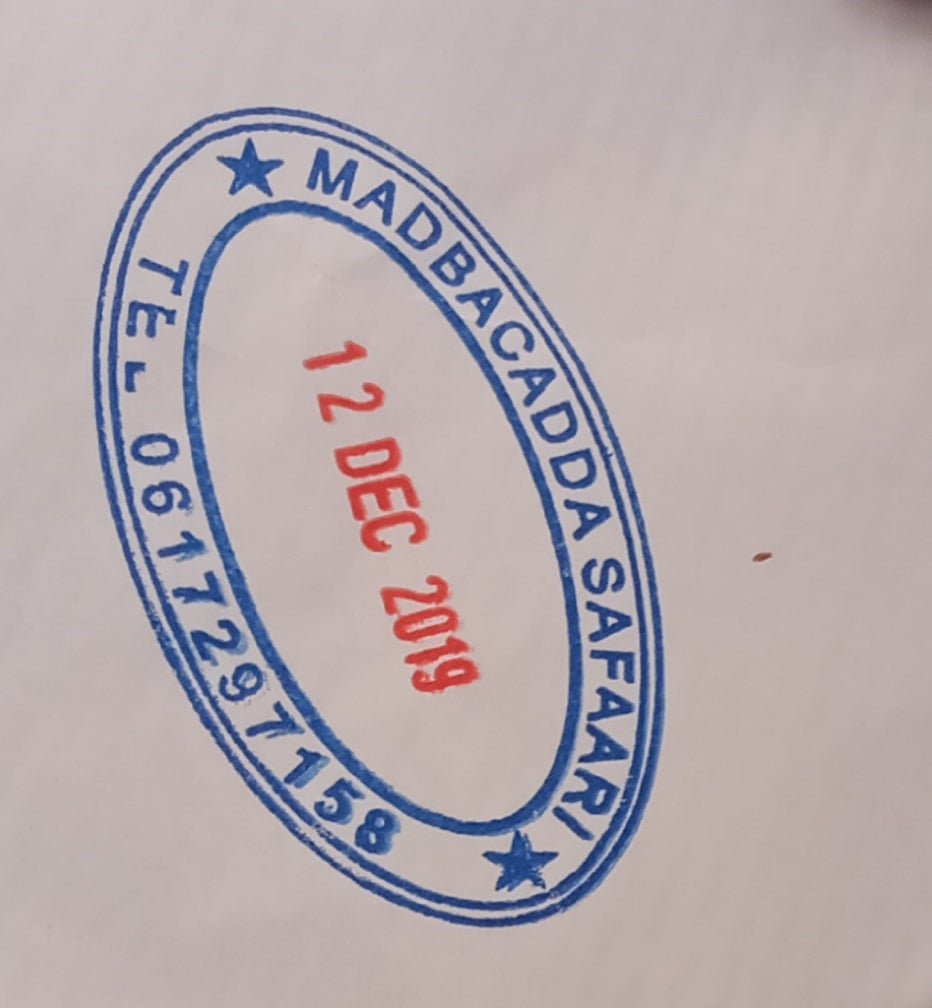 MADBACADDA SAFAARI
12 DEC 2019
TEL 0617297158